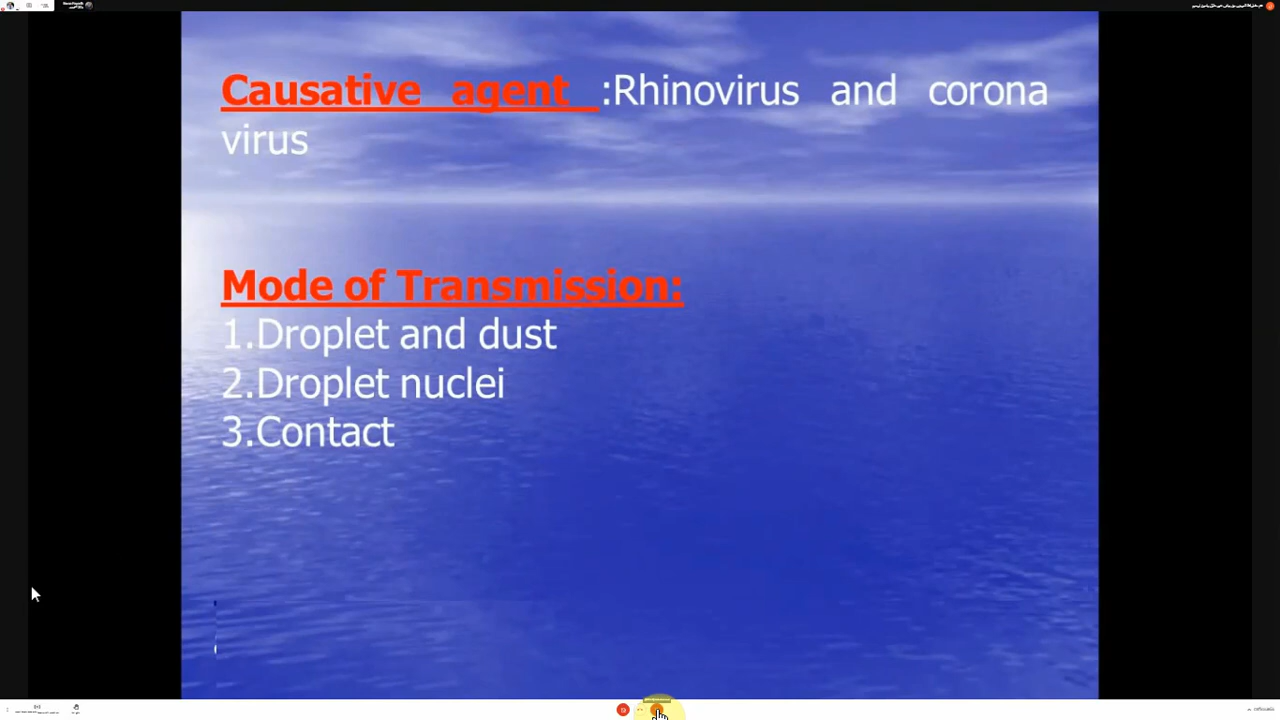 Causative agent :Rhinovirus and corona
virus
Mode of Transmission:
1.Droplet and dust
2.Droplet nuclei
3.Contact